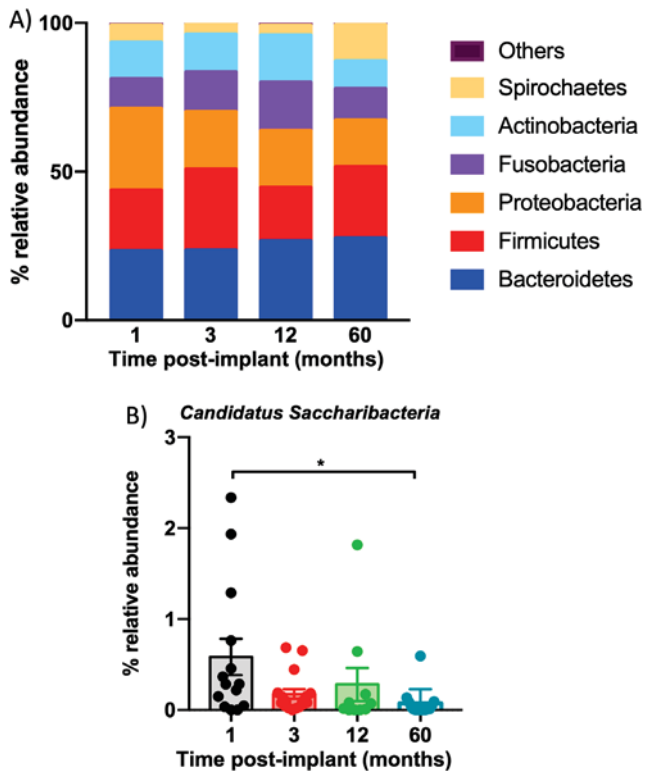 A)
% relative abundance
100
50
0
1 3 12 60
Time post-implant (months)
Others
Spirochaetes
Actinobacteria
Fusobacteria
Proteobacteria
Firmicutes
Bacteroidetes
B) Candidatus Saccharibacteria
% relative abundance
3
2
1
0
*
1 3 12 60
Time post-implant (months)